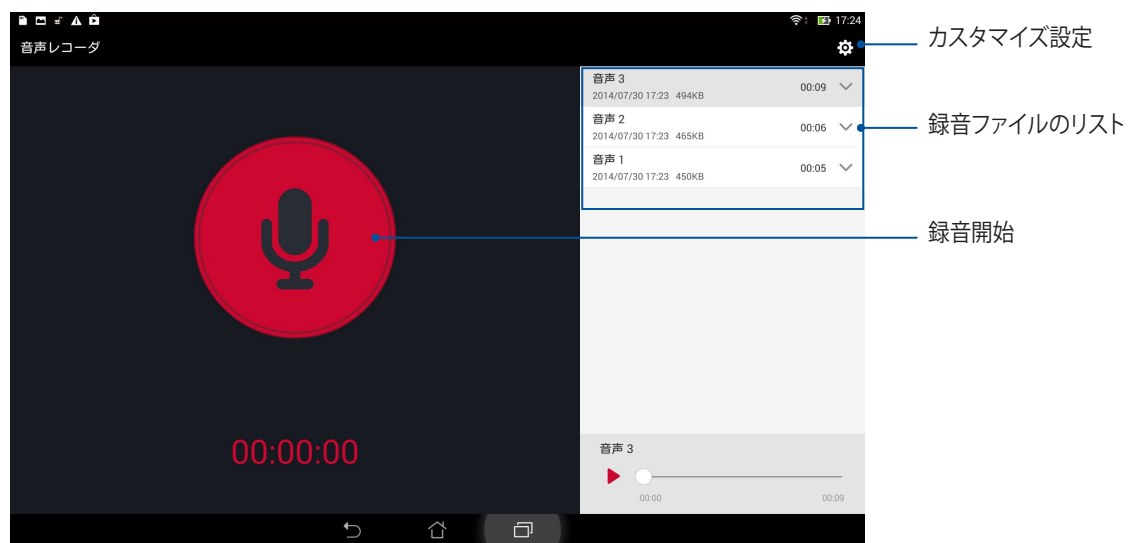 17:24
音声レコーダ
カスタマイズ設定
音声 3
2014/07/30 17:23 494KB
00:09
音声 2
2014/07/30 17:23 465KB
00:06
録音ファイルのリスト
音声 1
2014/07/30 17:23 450KB
00:05
録音開始
00:00:00
音声 3
00:00
00:09